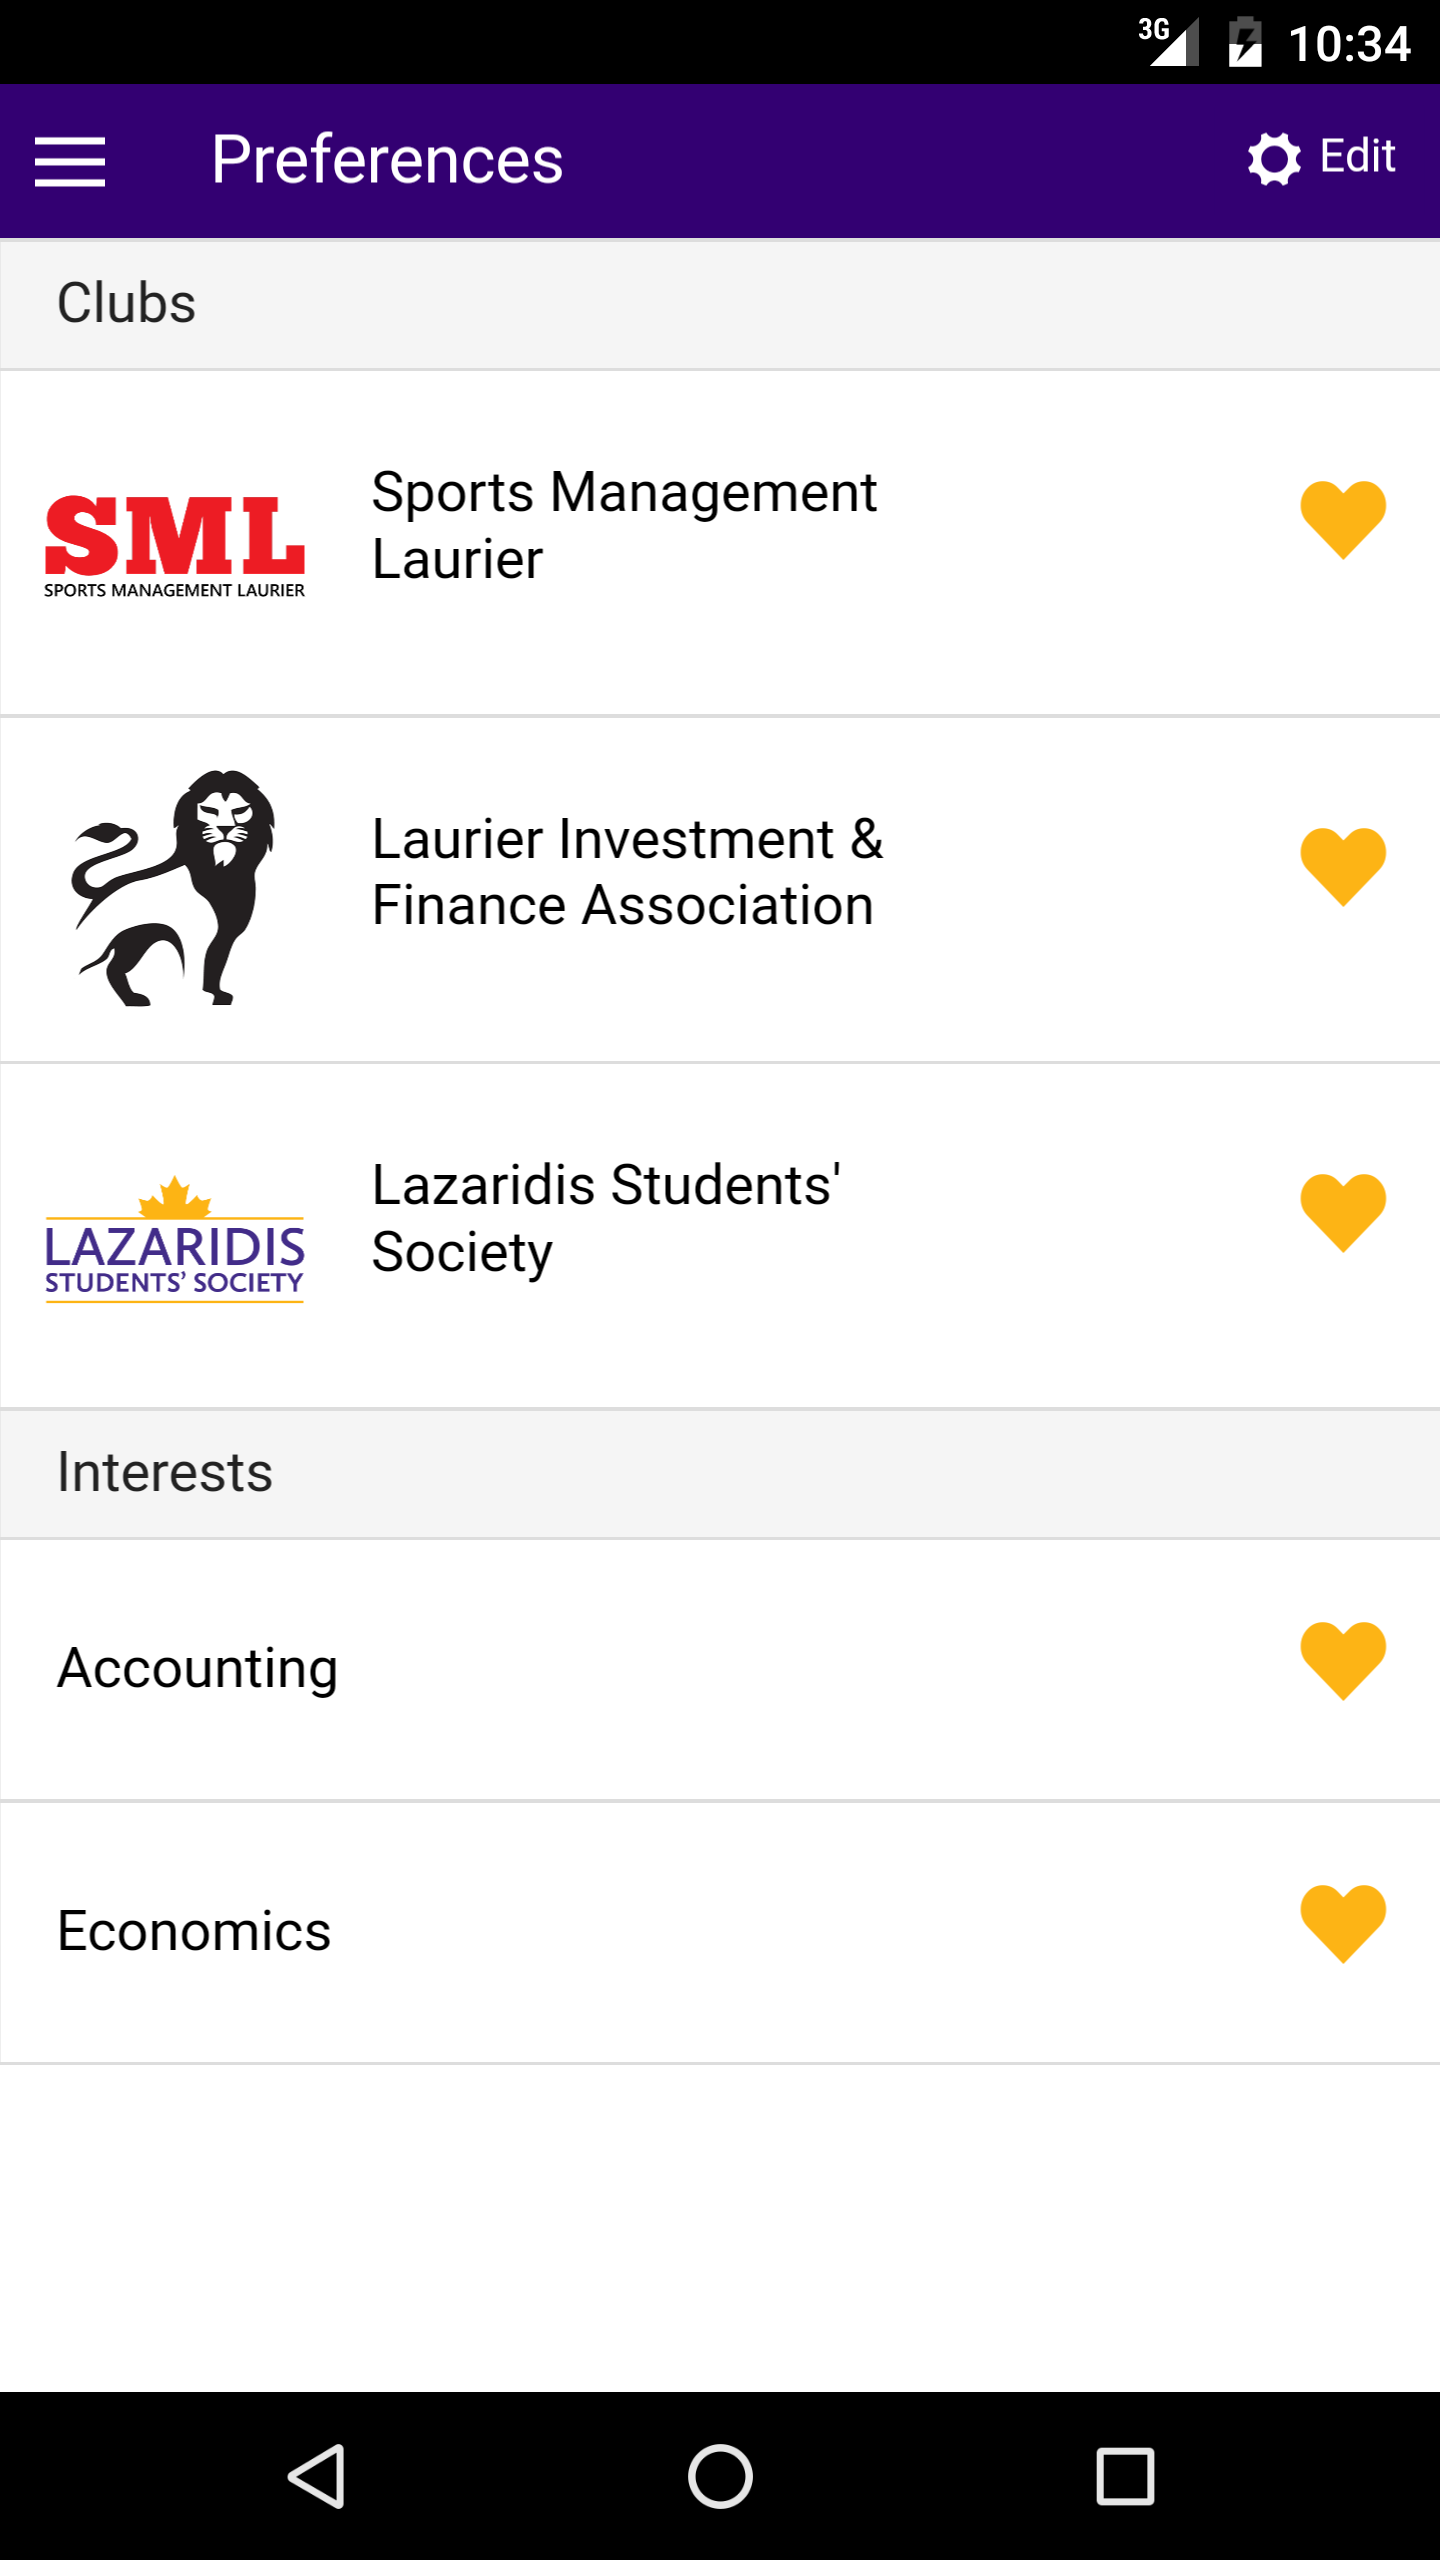 3G 10:34
Preferences Edit
Clubs
SML
SPORTS MANAGEMENT LAURIER
Sports Management
Laurier
Laurier Investment &
Finance Association
LAZARIDIS
STUDENTS' SOCIETY
Lazaridis Students'
Society
Interests
Accounting
Economics